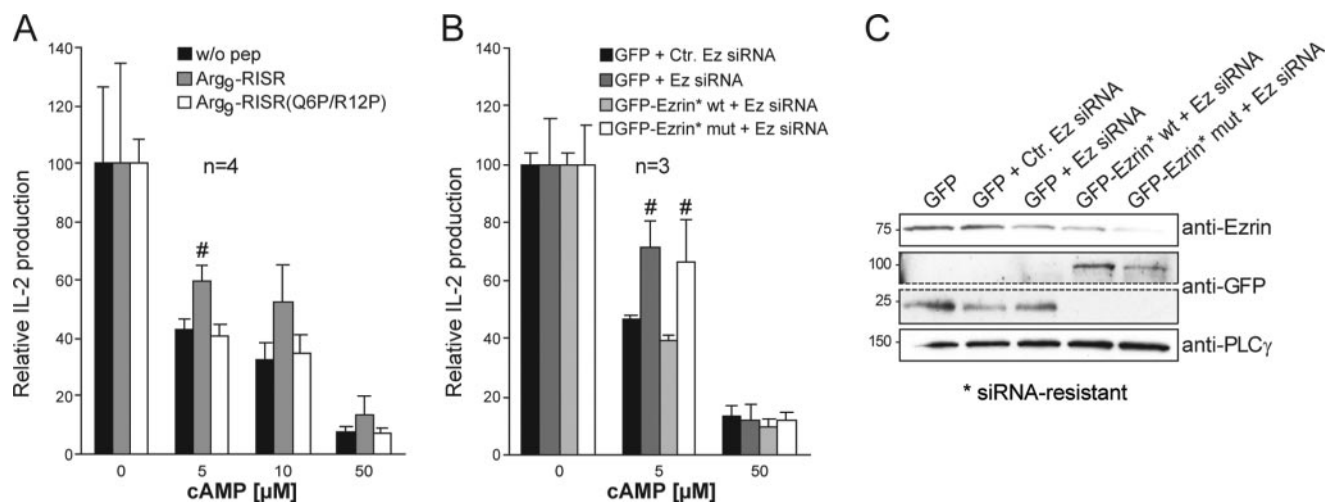 A
w/o pep
Arg9-RISR
Arg9-RISR(Q6P/R12P)
140
120
100
80
60
40
20
0
Relative IL-2 production
n=4
#
0 5 10 50
cAMP [µM]
B
GFP + Ctr. Ez siRNA
GFP + Ez siRNA
GFP-Ezrin* wt + Ez siRNA
GFP-Ezrin* mut + Ez siRNA
140
120
100
80
60
40
20
0
Relative IL-2 production
n=3
# #
0 5 50
cAMP [µM]
C
GFP
GFP + Ctr. Ez siRNA
GFP + Ez siRNA
GFP-Ezrin* wt + Ez siRNA
GFP-Ezrin* mut + Ez siRNA
75 anti-Ezrin
100
anti-GFP
25
150 anti-PLCγ
* siRNA-resistant